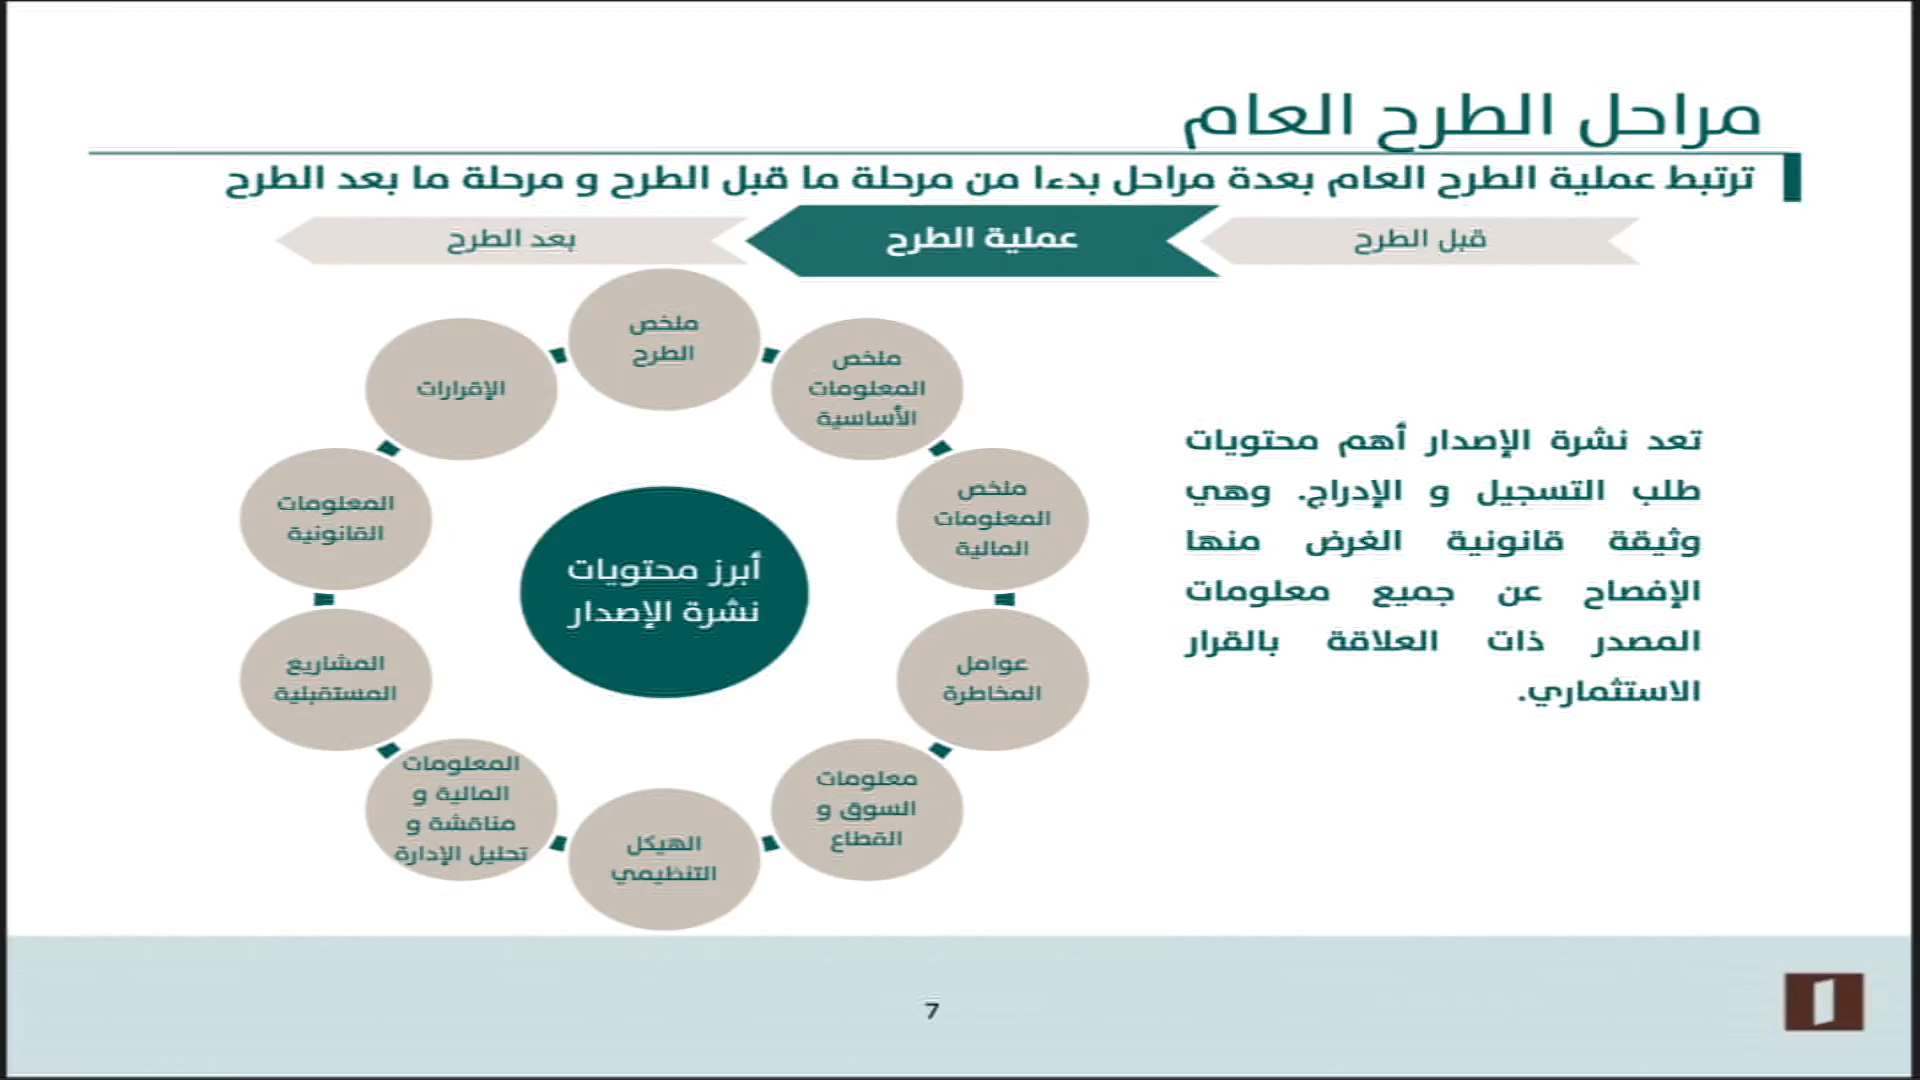 مراحل الطرح العام
ترتبط عملية الطرح العام بعدة مراحل بدءا من مرحلة ما قبل الطرح و مرحلة ما بعد الطرح
قبل الطرح
عملية الطرح
بعد الطرح
تعد نشرة الإصدار أهم محتويات
طلب التسجيل و الإدراج. وهي
وثيقة قانونية الغرض منها
الإفصاح عن جميع معلومات
المصدر ذات العلاقة بالقرار
الاستثماري.
أبرز محتويات
نشرة الإصدار
ملخص
الطرح
ملخص
المعلومات
الأساسية
ملخص
المعلومات
المالية
عوامل
المخاطرة
معلومات
السوق و
القطاع
الهيكل
التنظيمي
المعلومات
المالية و
مناقشة و
تحليل الإدارة
المشاريع
المستقبلية
المعلومات
القانونية
الإقرارات
7